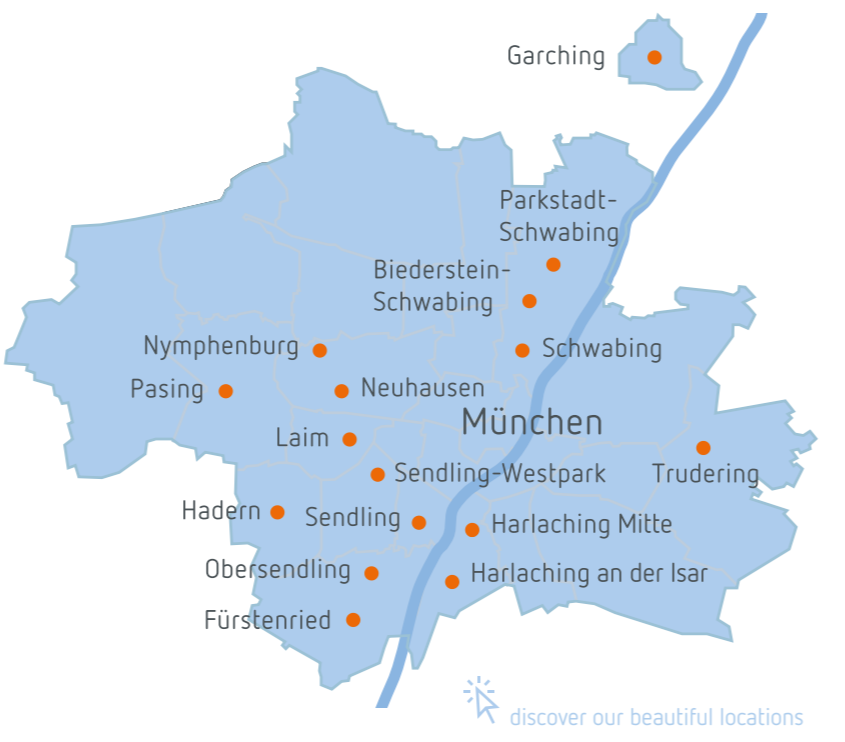 Garching
Parkstadt-
Schwabing
Biederstein-
Schwabing
Nymphenburg
Schwabing
Pasing
Neuhausen
München
Laim
Sendling-Westpark
Trudering
Hadern
Sendling
Harlaching Mitte
Obersendling
Harlaching an der Isar
Fürstenried
discover our beautiful locations